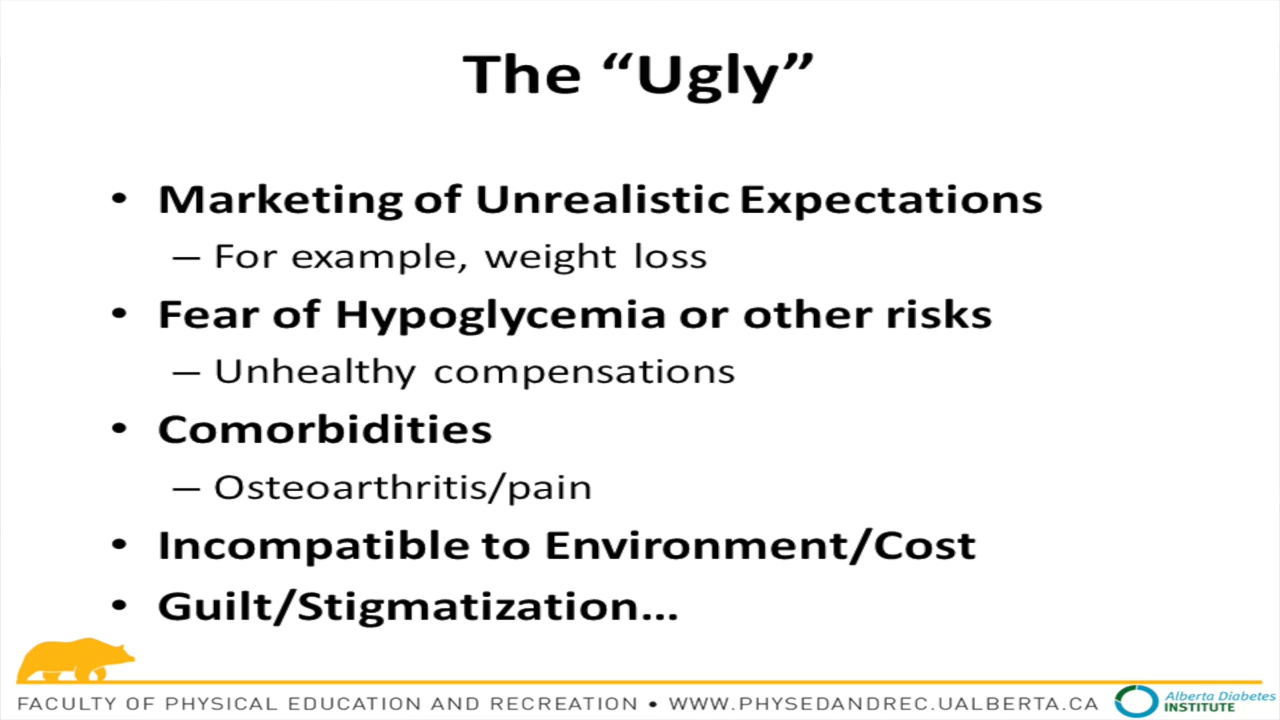 The “Ugly”
• Marketing of Unrealistic Expectations
– For example, weight loss
• Fear of Hypoglycemia or other risks
– Unhealthy compensations
• Comorbidities
– Osteoarthritis/pain
• Incompatible to Environment/Cost
• Guilt/Stigmatization...
FACULTY OF PHYSICAL EDUCATION AND RECREATION • WWW.PHYSEDANDREC.UALBERTA.CA
Alberta Diabetes
INSTITUTE